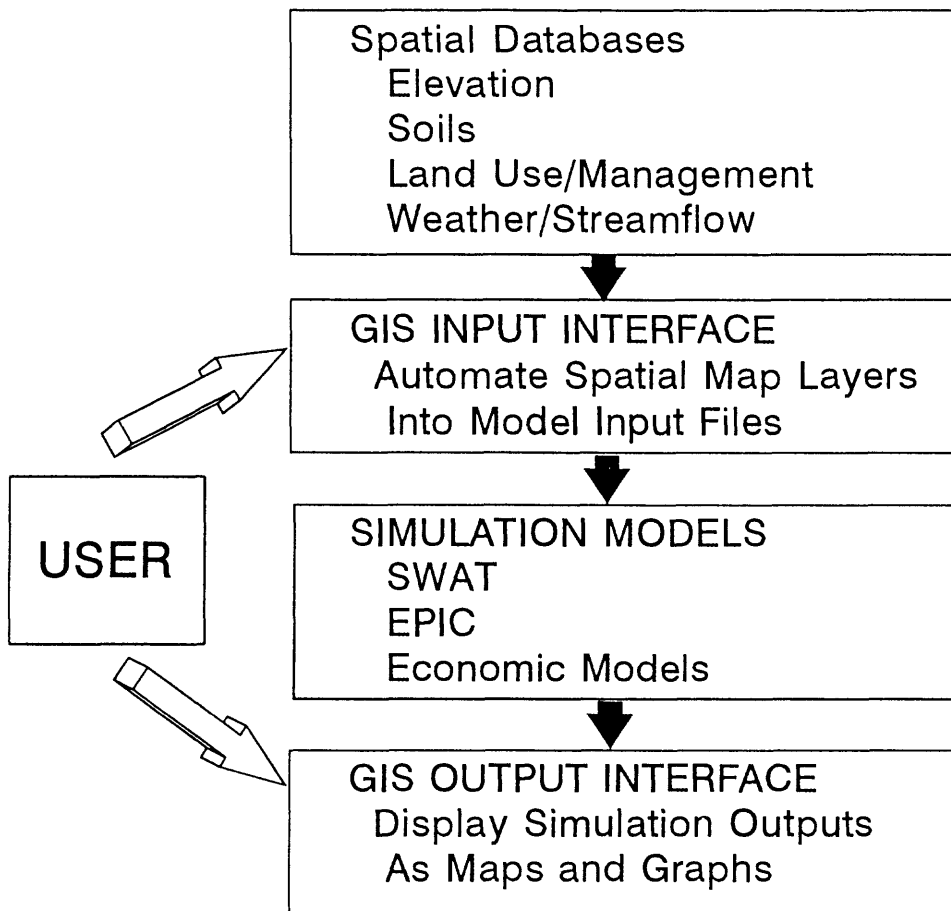 Spatial Databases
Elevation
Soils
Land Use/Management
Weather/Streamflow
GIS INPUT INTERFACE
Automate Spatial Map Layers
Into Model Input Files
USER
SIMULATION MODELS
SWAT
EPIC
Economic Models
GIS OUTPUT INTERFACE
Display Simulation Outputs
As Maps and Graphs